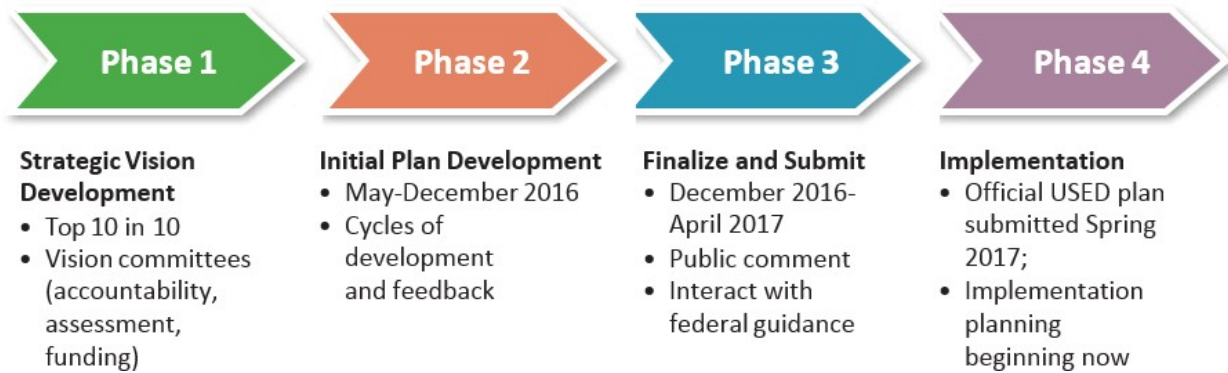 Phase 1
Phase 2
Phase 3
Phase 4
Strategic Vision
Development
• Top 10 in 10
• Vision committees
(accountability,
assessment,
funding)
Initial Plan Development
• May-December 2016
• Cycles of
development
and feedback
Finalize and Submit
• December 2016-
April 2017
• Public comment
• Interact with
federal guidance
Implementation
• Official USED plan
submitted Spring
2017;
• Implementation
planning
beginning now